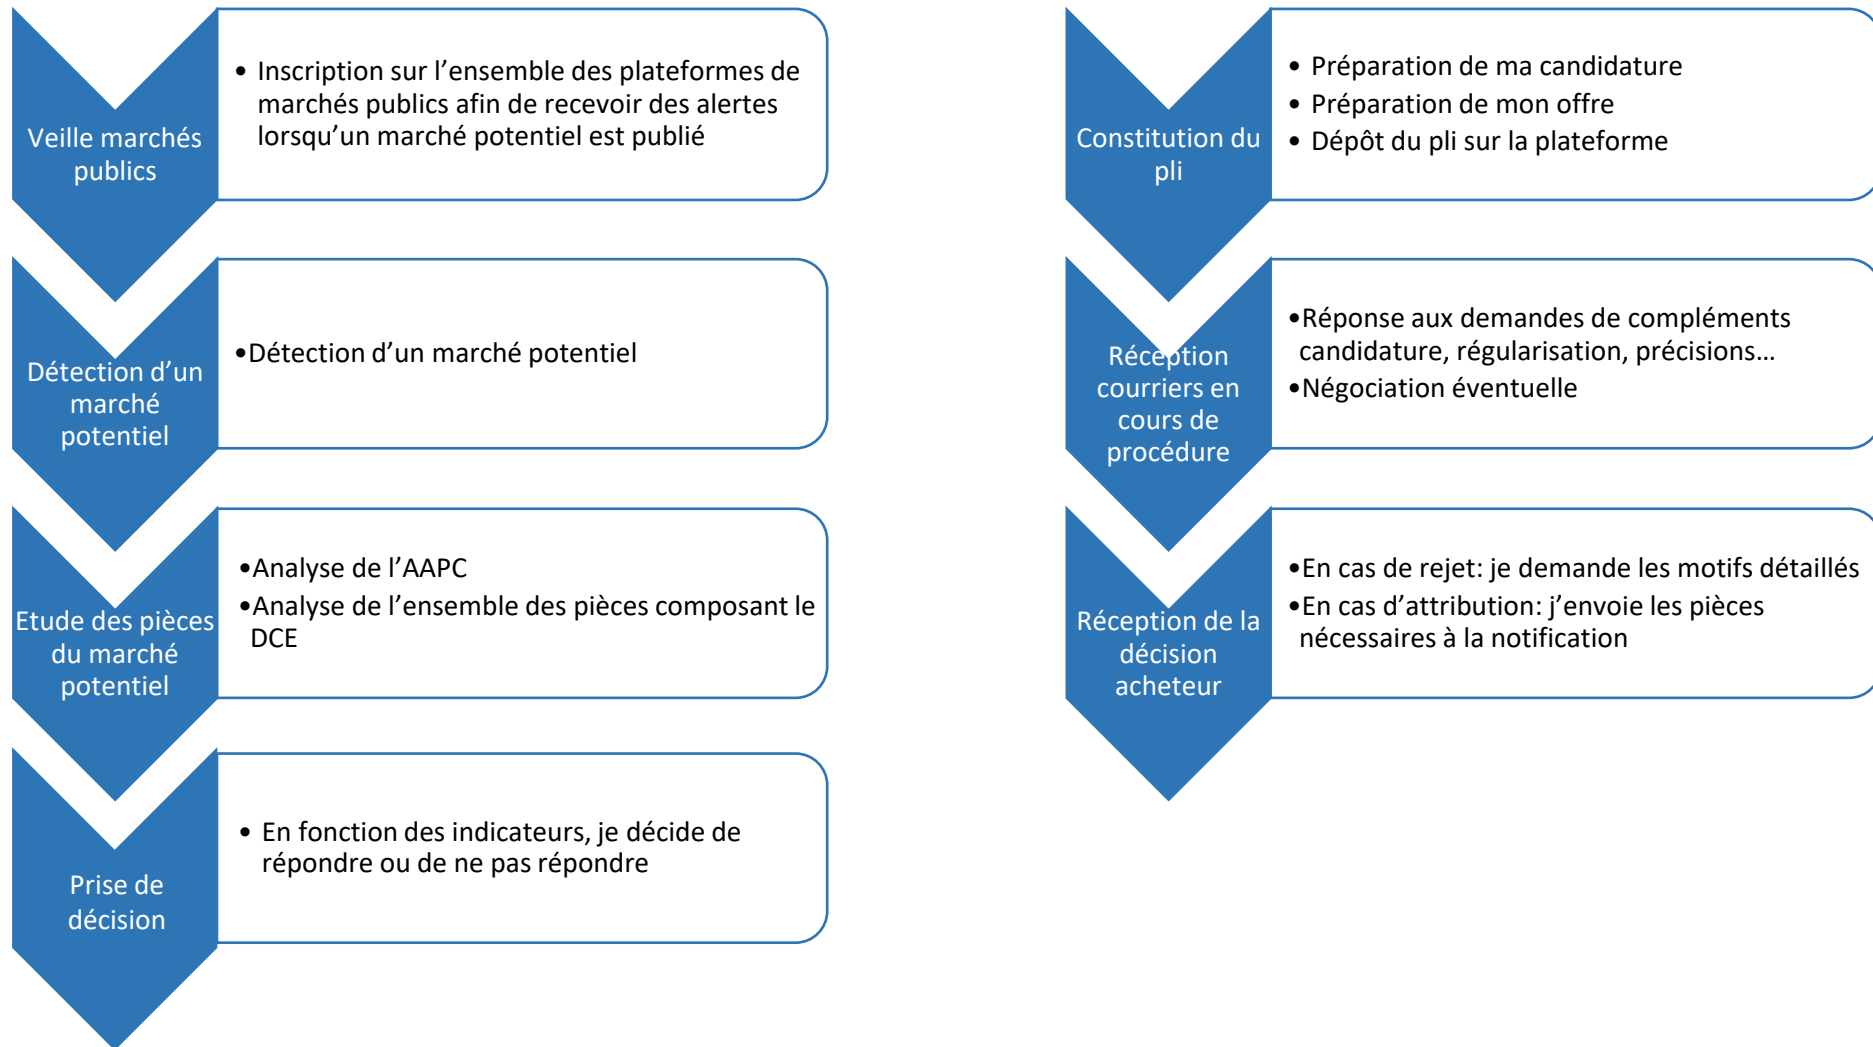 Veille marchés
publics
• Inscription sur l’ensemble des plateformes de
marchés publics afin de recevoir des alertes
lorsqu’un marché potentiel est publié
Détection d’un
marché
potentiel
•Détection d’un marché potentiel
Etude des pièces
du marché
potentiel
•Analyse de l’AAPC
•Analyse de l’ensemble des pièces composant le
DCE
Prise de
décision
• En fonction des indicateurs, je décide de
répondre ou de ne pas répondre
Constitution du
pli
• Préparation de ma candidature
• Préparation de mon offre
• Dépôt du pli sur la plateforme
Réception
courriers en
cours de
procédure
•Réponse aux demandes de compléments
candidature, régularisation, précisions…
•Négociation éventuelle
Réception de la
décision
acheteur
•En cas de rejet: je demande les motifs détaillés
•En cas d’attribution: j’envoie les pièces
nécessaires à la notification